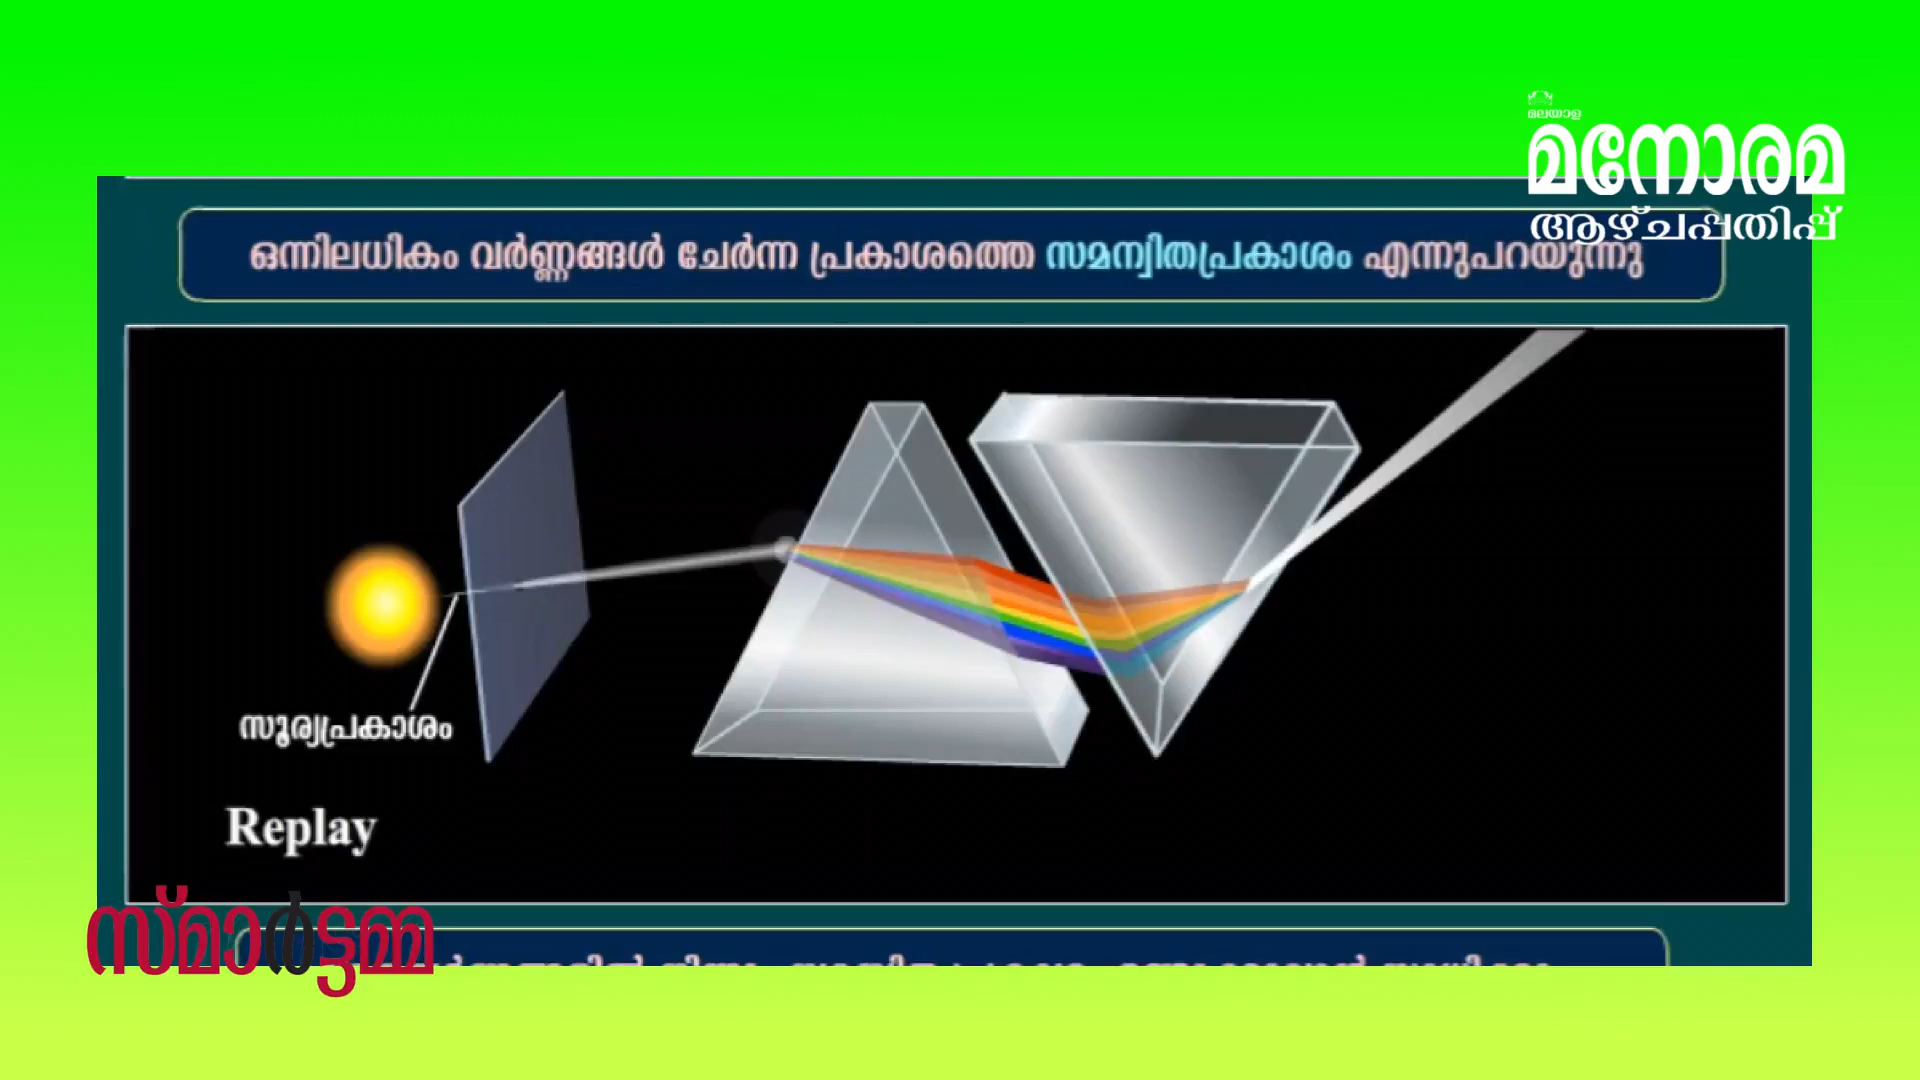 മലയാള
മനോരമ
ആഴ്ചപ്പതിപ്പ്
ഒന്നിലധികം വർണ്ണങ്ങൾ ചേർന്ന പ്രകാശത്തെ സമന്വിതപ്രകാശം എന്നുപറയുന്നു
സൂര്യപ്രകാശം
Replay
സ്മാർട്ടമ്മ